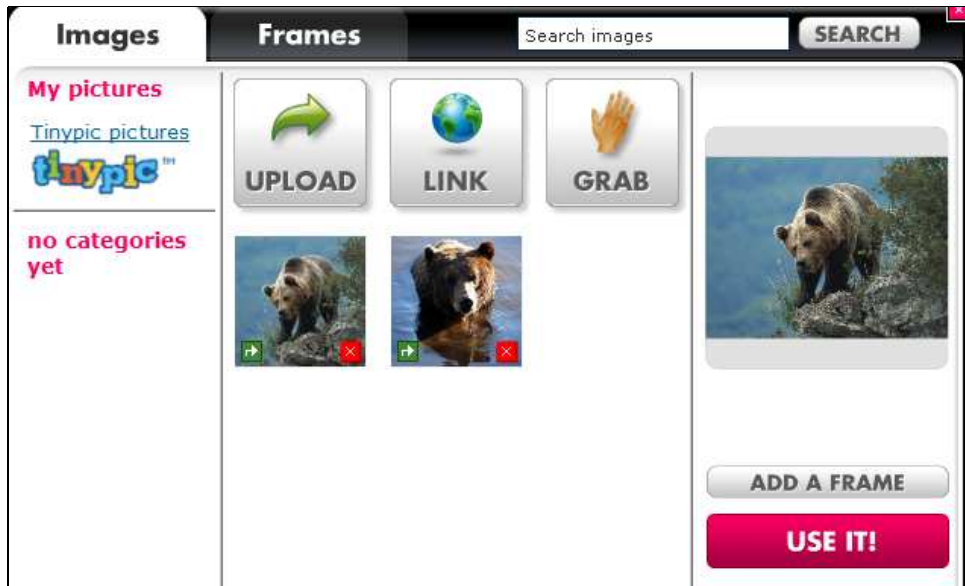 Images
Frames
Search images
SEARCH
My pictures
Tinypic pictures
tinypic™
no categories
yet
UPLOAD
LINK
GRAB
ADD A FRAME
USE IT!